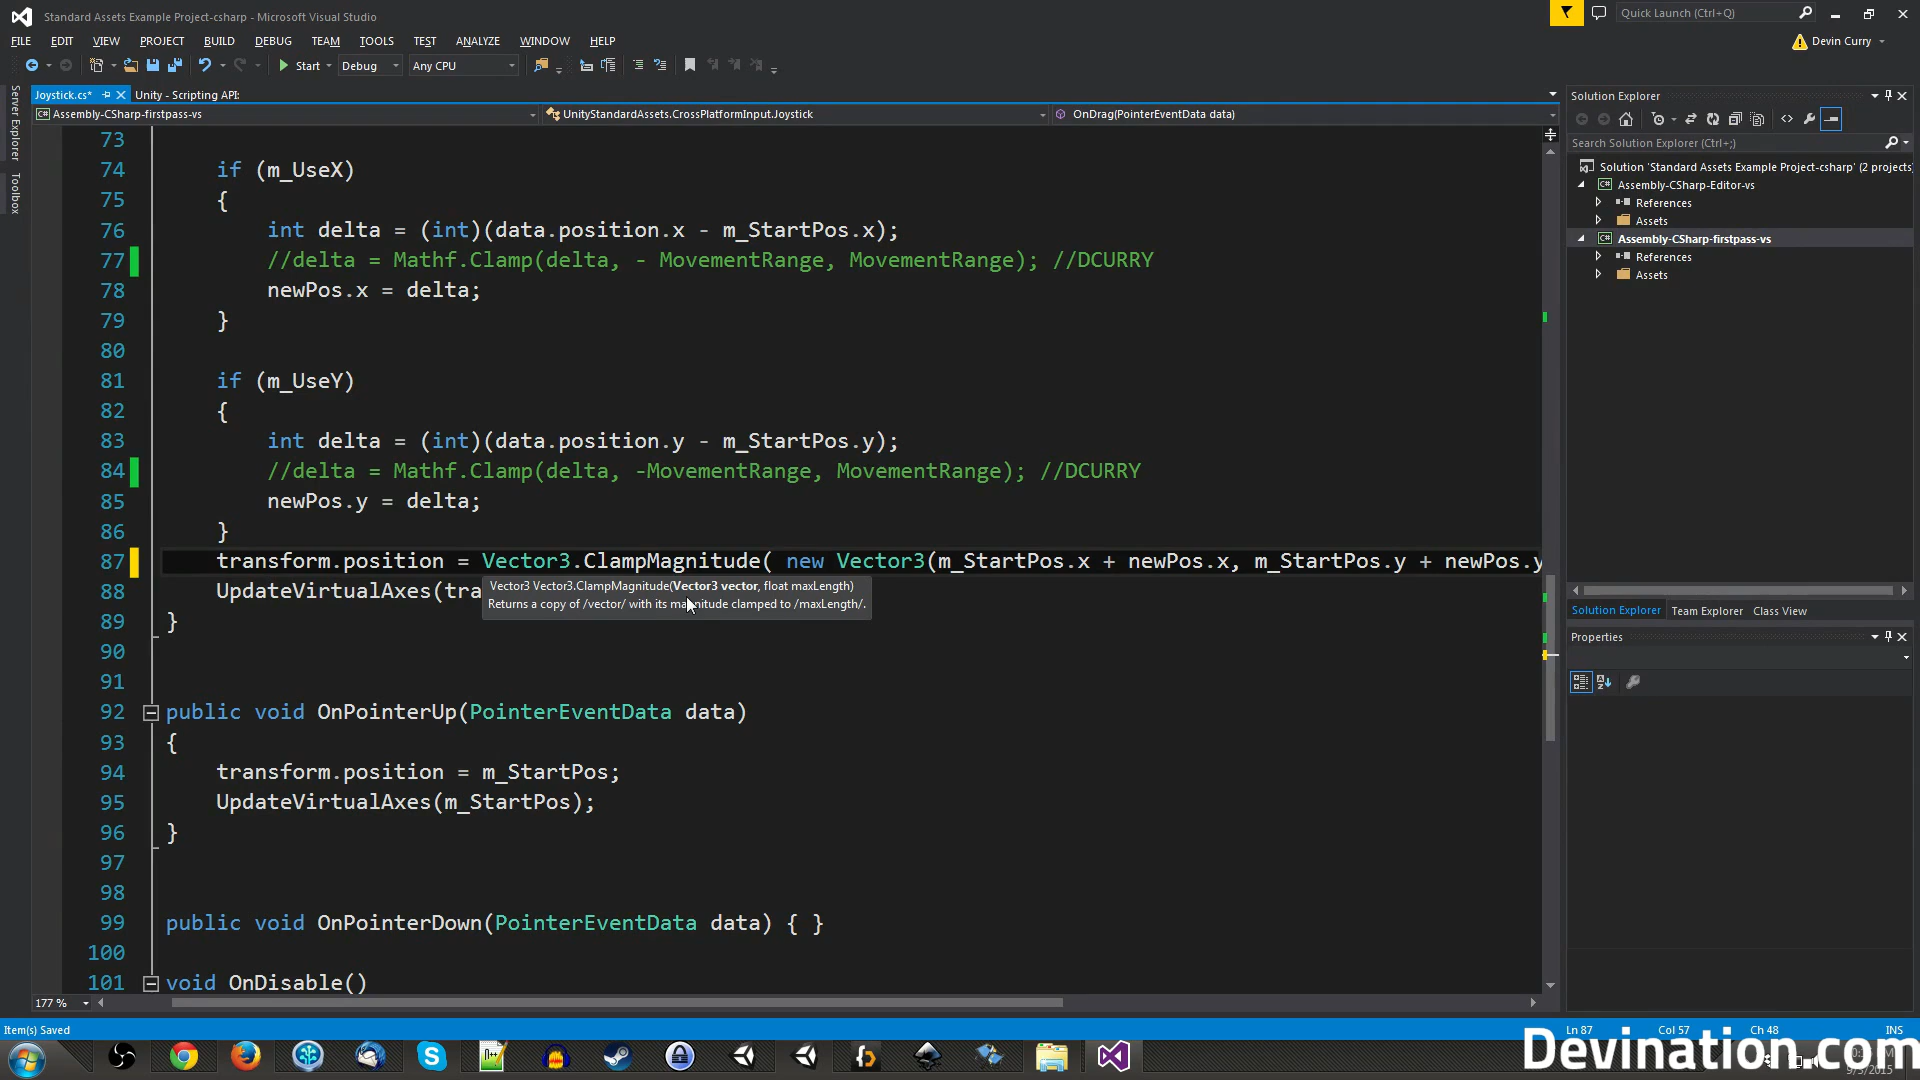 Standard Assets Example Project-csharp - Microsoft Visual Studio
Quick Launch (Ctrl+Q)
FILE EDIT VIEW PROJECT BUILD DEBUG TEAM TOOLS TEST ANALYZE WINDOW HELP
Devin Curry
Start Debug Any CPU
Server Explorer
Toolbox
Joystick.cs* Unity - Scripting API:
Assembly-CSharp-firstpass-vs UnityStandardAssets.CrossPlatformInput.Joystick OnDrag(PointerEventData data)
73
74 if (m_UseX)
75 {
76 int delta = (int)(data.position.x - m_StartPos.x);
77 //delta = Mathf.Clamp(delta, - MovementRange, MovementRange); //DCURRY
78 newPos.x = delta;
79 }
80
81 if (m_UseY)
82 {
83 int delta = (int)(data.position.y - m_StartPos.y);
84 //delta = Mathf.Clamp(delta, -MovementRange, MovementRange); //DCURRY
85 newPos.y = delta;
86 }
87 transform.position = Vector3.ClampMagnitude( new Vector3(m_StartPos.x + newPos.x, m_StartPos.y + newPos.y
Vector3 Vector3.ClampMagnitude(Vector3 vector, float maxLength)
Returns a copy of /vector/ with its magnitude clamped to /maxLength/.
88 UpdateVirtualAxes(tra
89 }
90
91
92 public void OnPointerUp(PointerEventData data)
93 {
94 transform.position = m_StartPos;
95 UpdateVirtualAxes(m_StartPos);
96 }
97
98
99 public void OnPointerDown(PointerEventData data) { }
100
101 void OnDisable()
177 %
Solution Explorer
Search Solution Explorer (Ctrl+;)
Solution 'Standard Assets Example Project-csharp' (2 projects
Assembly-CSharp-Editor-vs
References
Assets
Assembly-CSharp-firstpass-vs
References
Assets
Solution Explorer Team Explorer Class View
Properties
Item(s) Saved Ln 87 Col 57 Ch 48 INS
Devination.com
9/3/2015